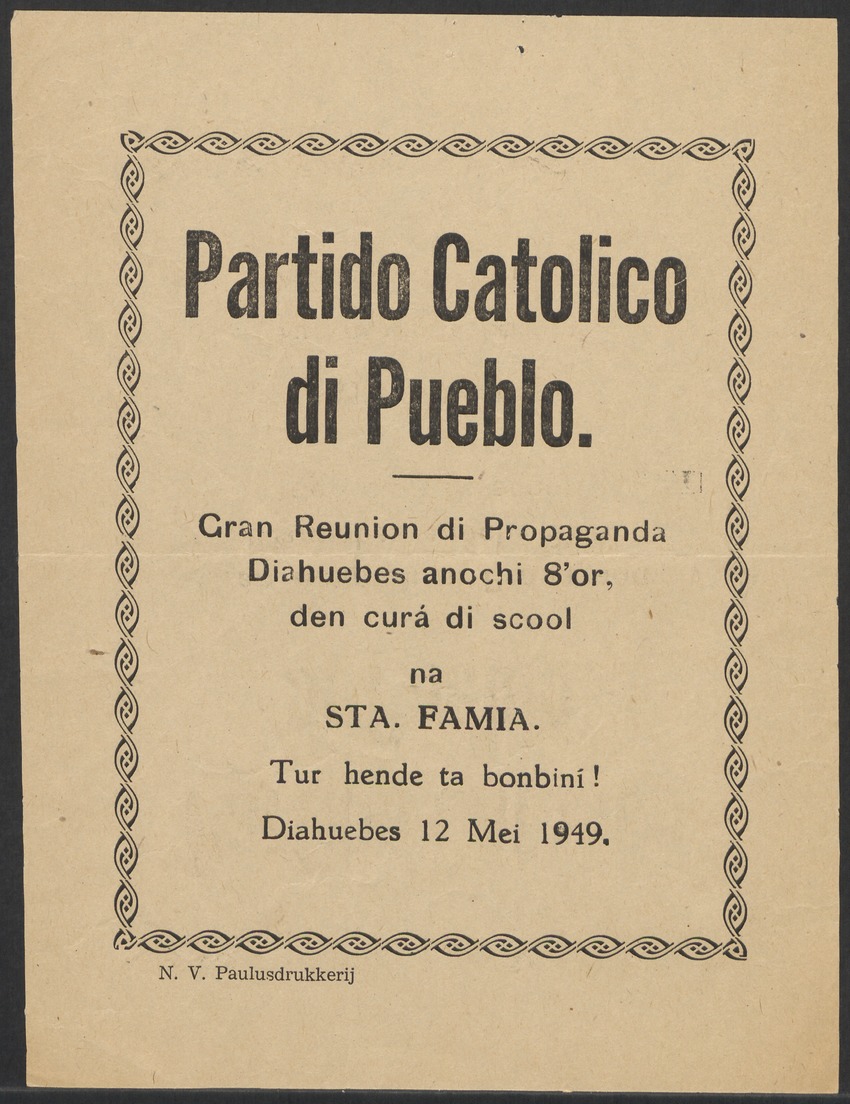 Partido Catolico
di Pueblo.
Gran Reunion di Propaganda
Diahuebes anochi 8’or,
den curá di scool
na
STA. FAMIA.
Tur hende ta bonbiní !
Diahuebes 12 Mei 1949.
N. V. Paulusdrukkerij